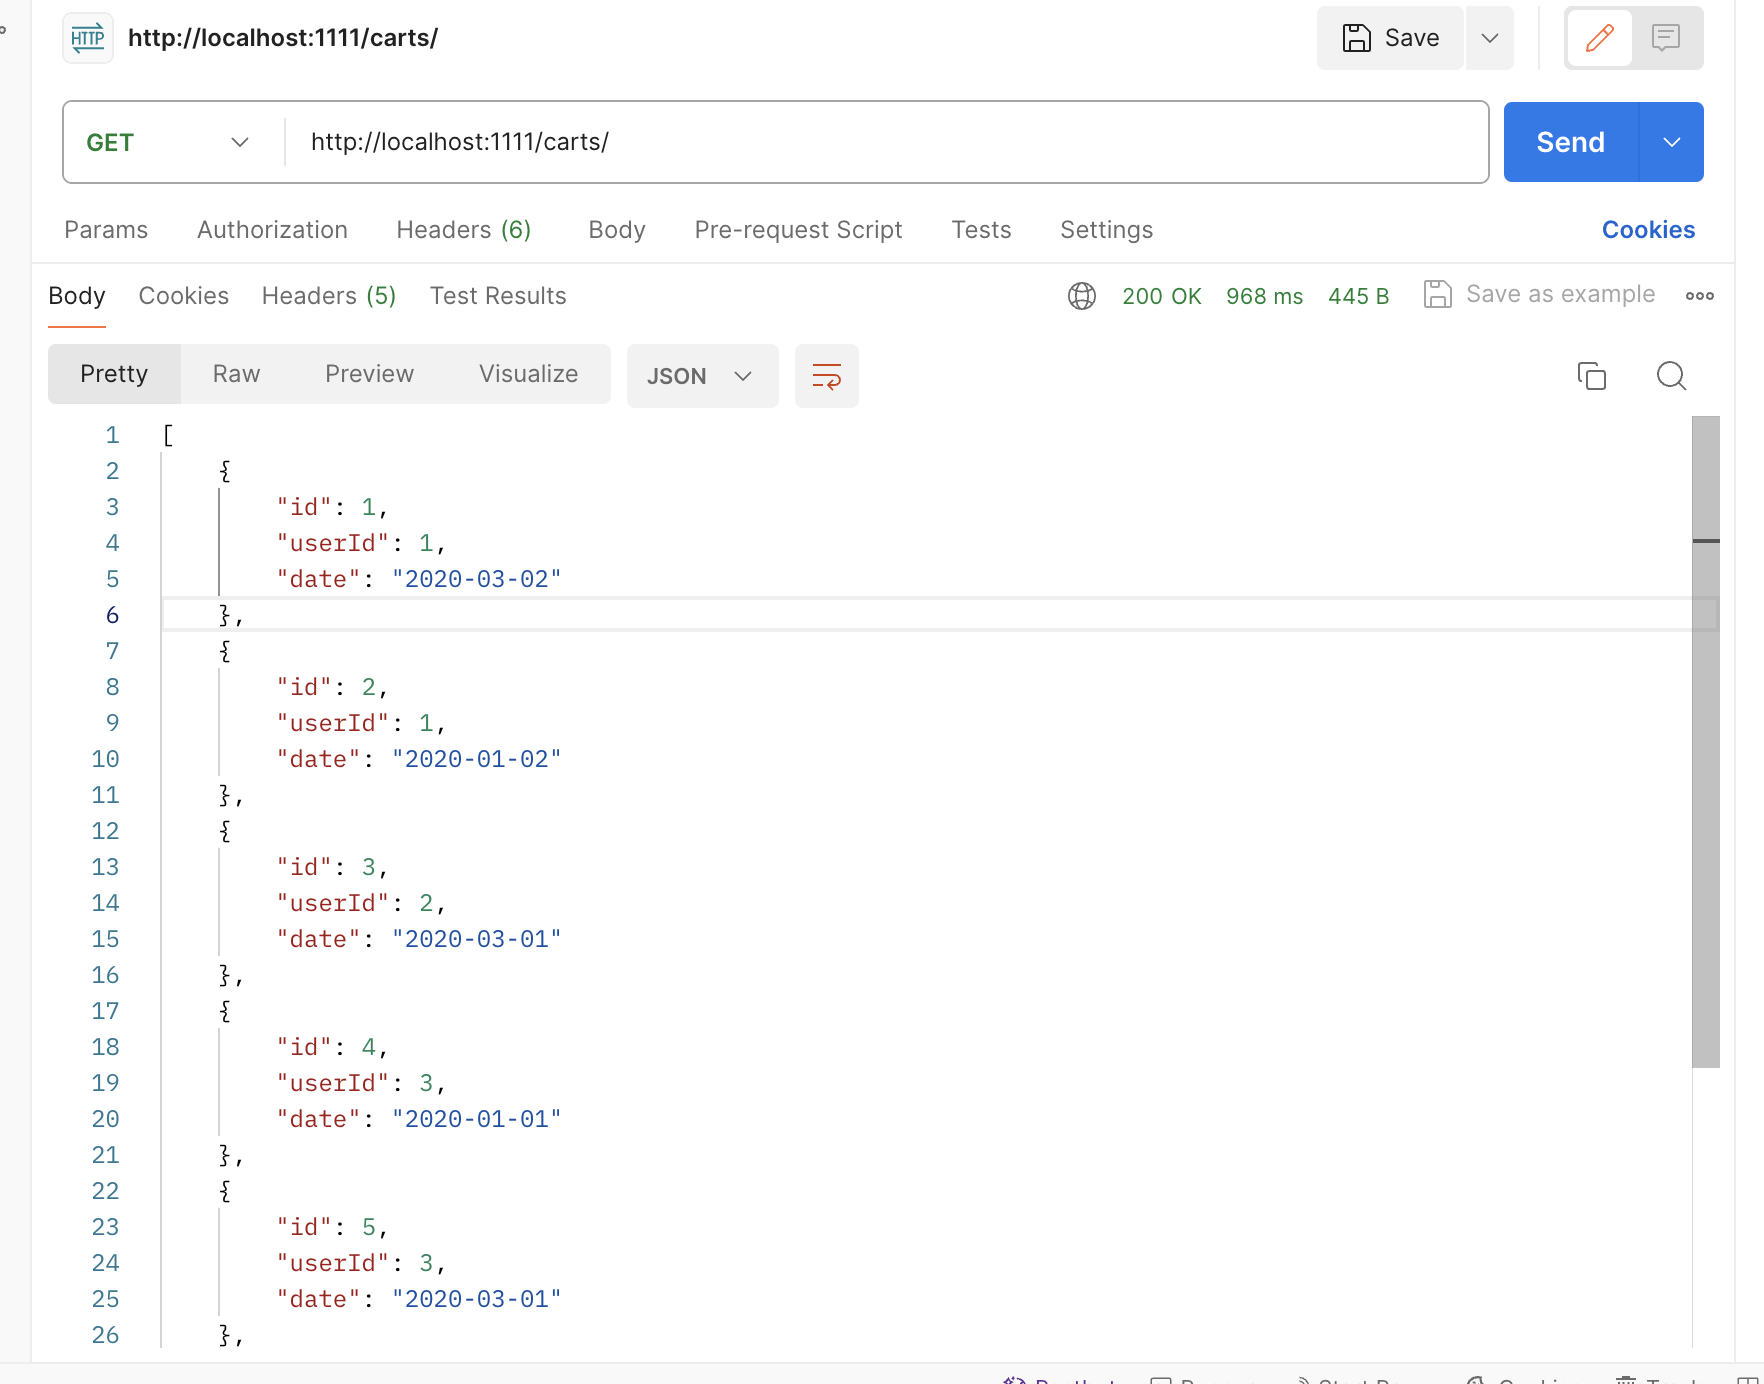 HTTP http://localhost:1111/carts/ Save
GET http://localhost:1111/carts/ Send
Params Authorization Headers (6) Body Pre-request Script Tests Settings Cookies
Body Cookies Headers (5) Test Results 200 OK 968 ms 445 B Save as example
Pretty Raw Preview Visualize JSON
1 [
2 {
3 "id": 1,
4 "userId": 1,
5 "date": "2020-03-02"
6 },
7 {
8 "id": 2,
9 "userId": 1,
10 "date": "2020-01-02"
11 },
12 {
13 "id": 3,
14 "userId": 2,
15 "date": "2020-03-01"
16 },
17 {
18 "id": 4,
19 "userId": 3,
20 "date": "2020-01-01"
21 },
22 {
23 "id": 5,
24 "userId": 3,
25 "date": "2020-03-01"
26 },